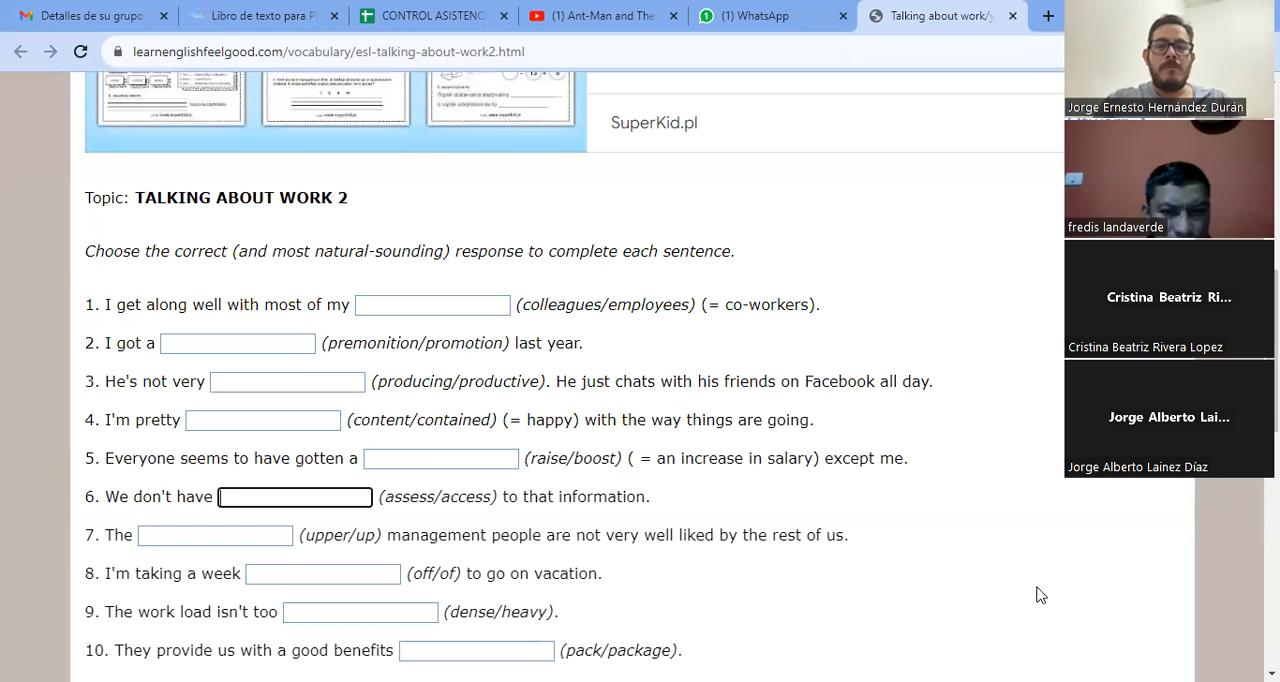 Detalles de su grupo
Libro de texto para P
CONTROL ASISTENC
(1) Ant-Man and The
(1) WhatsApp
Talking about work/
learnenglishfeelgood.com/vocabulary/esl-talking-about-work2.html
SuperKid.pl
Topic: TALKING ABOUT WORK 2
Choose the correct (and most natural-sounding) response to complete each sentence.
1. I get along well with most of my (colleagues/employees) (= co-workers).
2. I got a (premonition/promotion) last year.
3. He's not very (producing/productive). He just chats with his friends on Facebook all day.
4. I'm pretty (content/contained) (= happy) with the way things are going.
5. Everyone seems to have gotten a (raise/boost) ( = an increase in salary) except me.
6. We don't have (assess/access) to that information.
7. The (upper/up) management people are not very well liked by the rest of us.
8. I'm taking a week (off/of) to go on vacation.
9. The work load isn't too (dense/heavy).
10. They provide us with a good benefits (pack/package).
Jorge Ernesto Hernández Durán
fredis landaverde
Cristina Beatriz Ri...
Cristina Beatriz Rivera Lopez
Jorge Alberto Lai...
Jorge Alberto Lainez Díaz